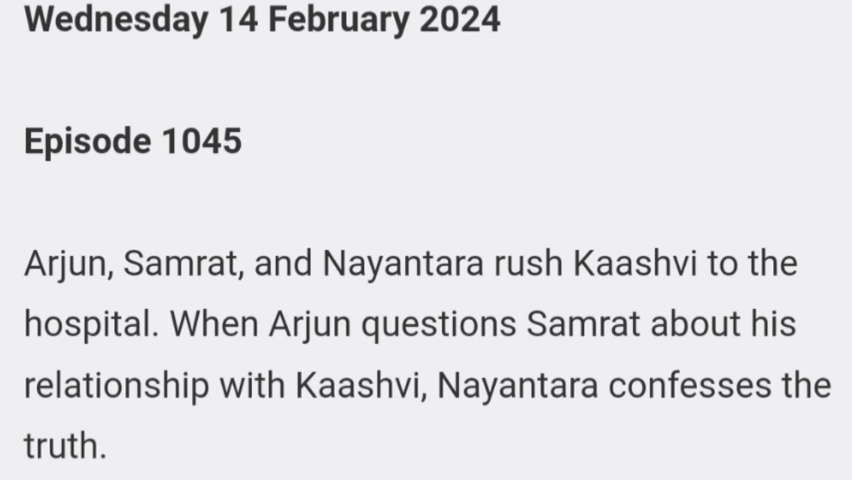 Wednesday 14 February 2024
Episode 1045
Arjun, Samrat, and Nayantara rush Kaashvi to the
hospital. When Arjun questions Samrat about his
relationship with Kaashvi, Nayantara confesses the
truth.